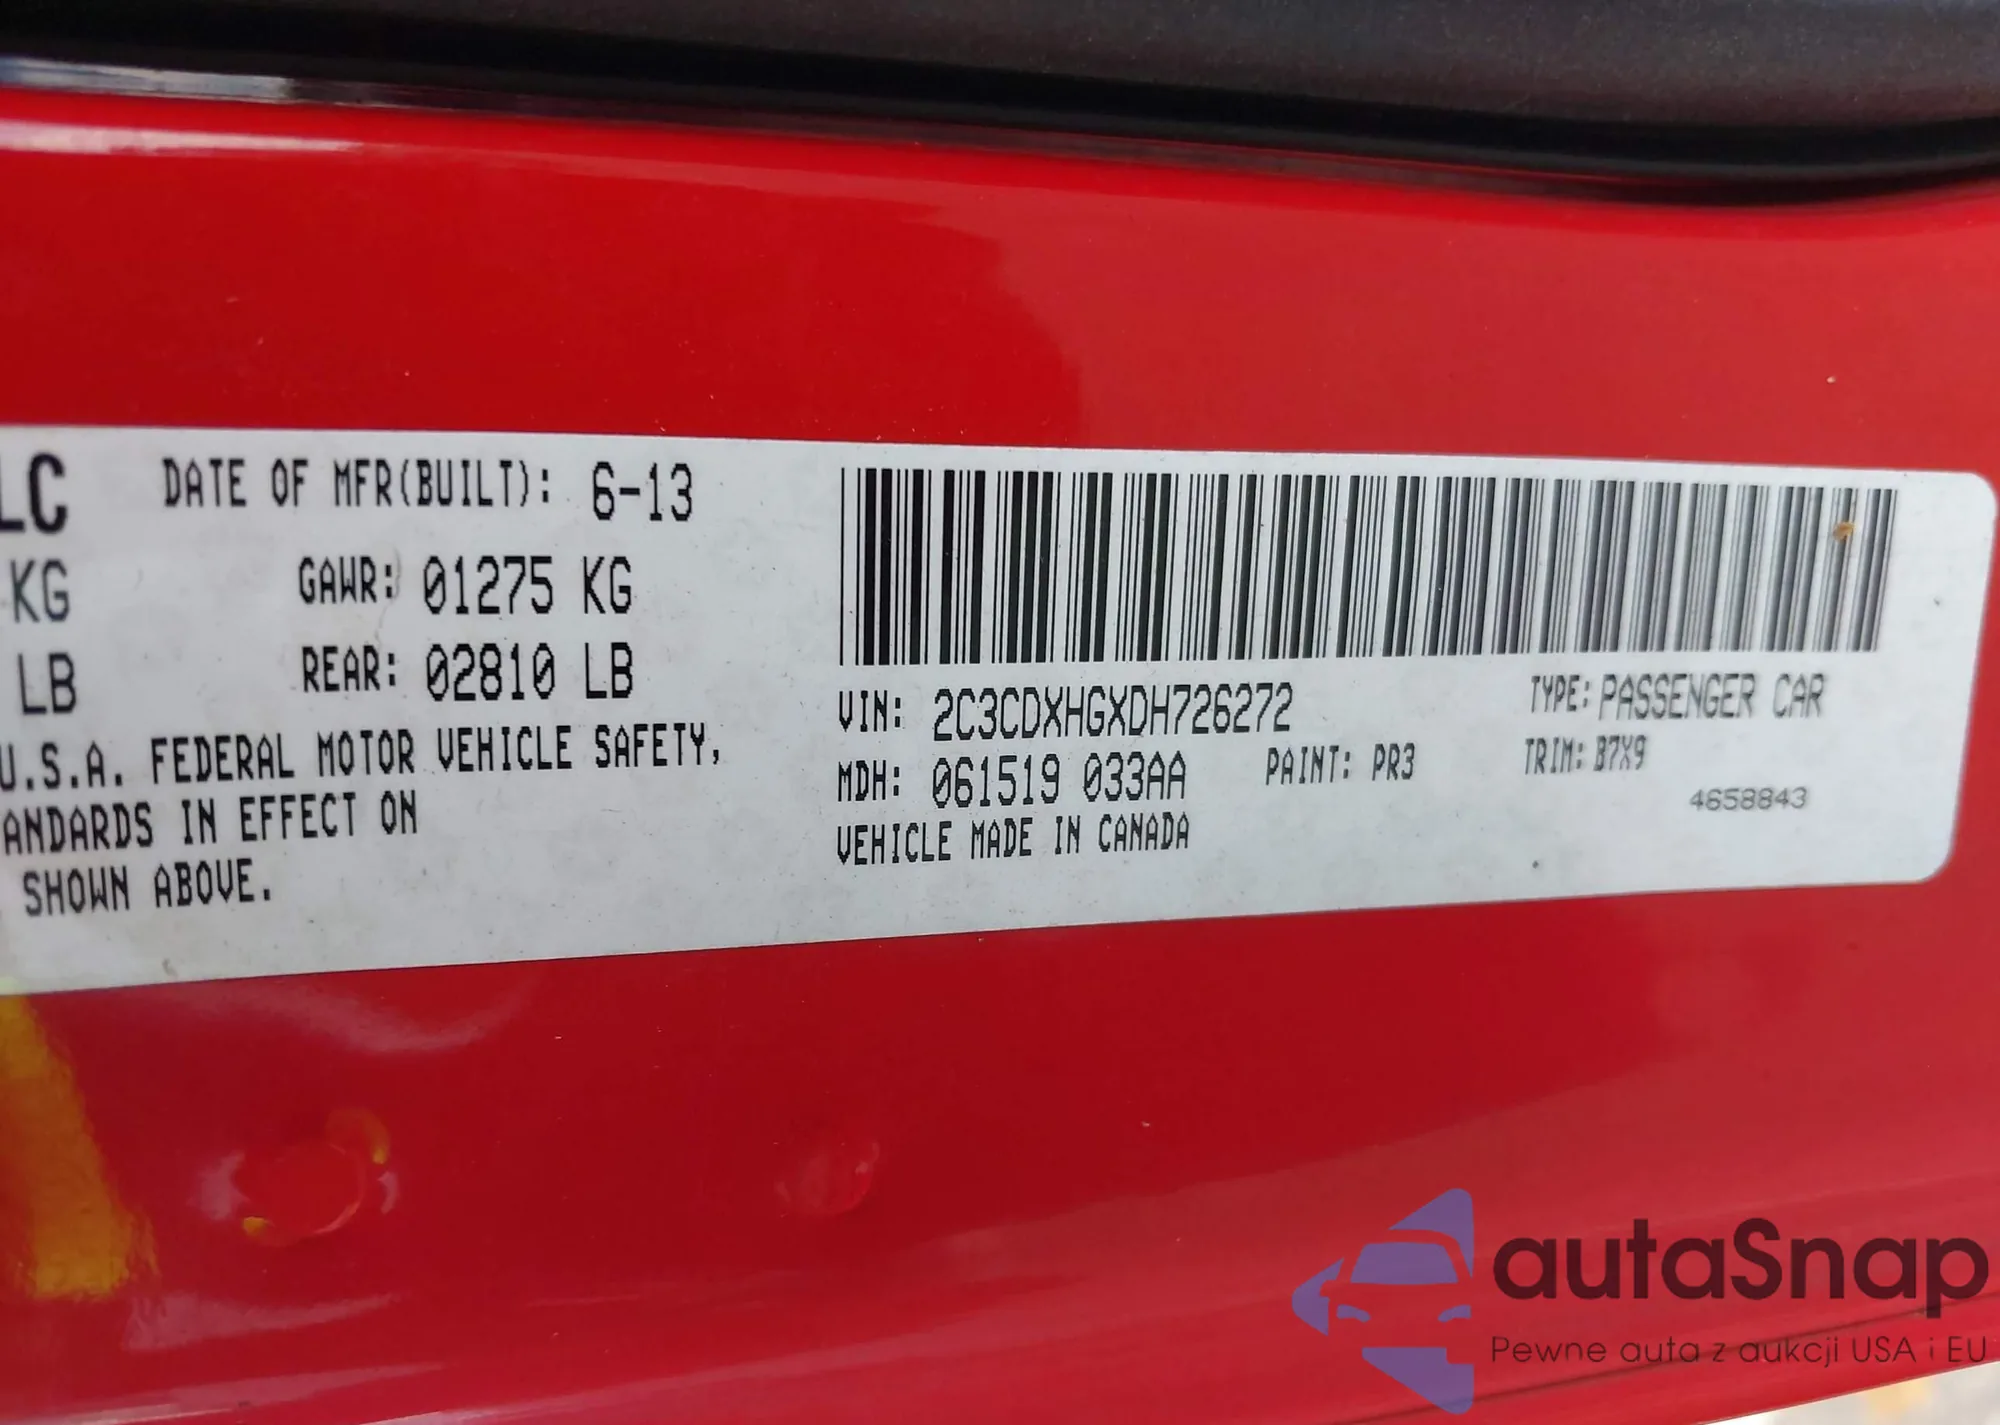 LC DATE OF MFR(BUILT): 6-13
KG GAWR: 01275 KG
LB REAR: 02810 LB
U.S.A. FEDERAL MOTOR VEHICLE SAFETY,
ANDARDS IN EFFECT ON
SHOWN ABOVE.
VIN: 2C3CDXHGXDH726272 TYPE: PASSENGER CAR
MDH: 061519 033AA PAINT: PR3 TRIM: B7X9
VEHICLE MADE IN CANADA 4658843
autaSnap
Pewne auta z aukcji USA i EU